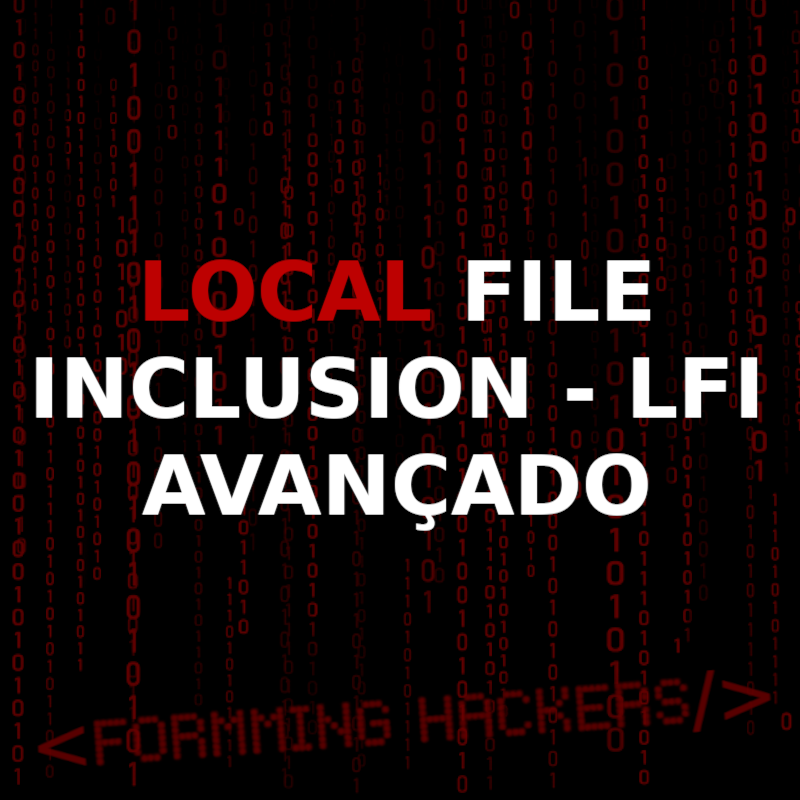 LOCAL FILE
INCLUSION - LFI
AVANÇADO
<FORMMING HACKERS/>